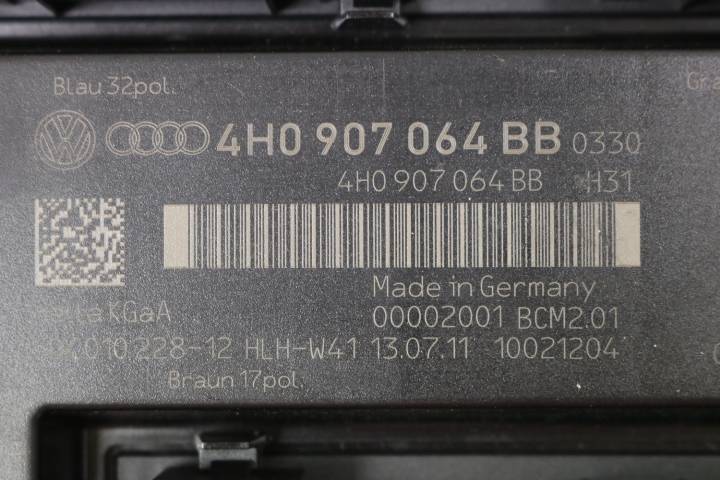 Blau 32pol.
4H0 907 064 BB 0330
4H0 907 064 BB H31
Made in Germany
KGaA
00002001 BCM2.01
010.228-12 HLH-W41 13.07.11 10021204
Braun 17pol.